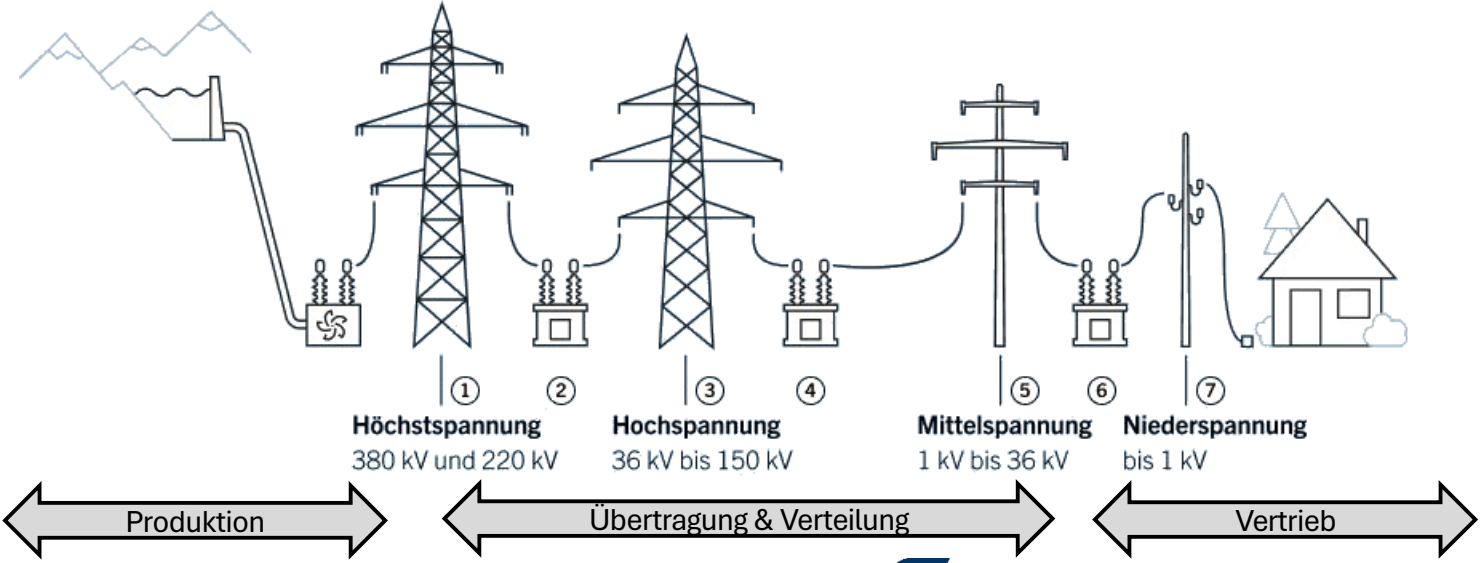 ① ② ③ ④ ⑤ ⑥ ⑦
Höchstspannung Hochspannung Mittelspannung Niederspannung
380 kV und 220 kV 36 kV bis 150 kV 1 kV bis 36 kV bis 1 kV
Produktion Übertragung & Verteilung Vertrieb